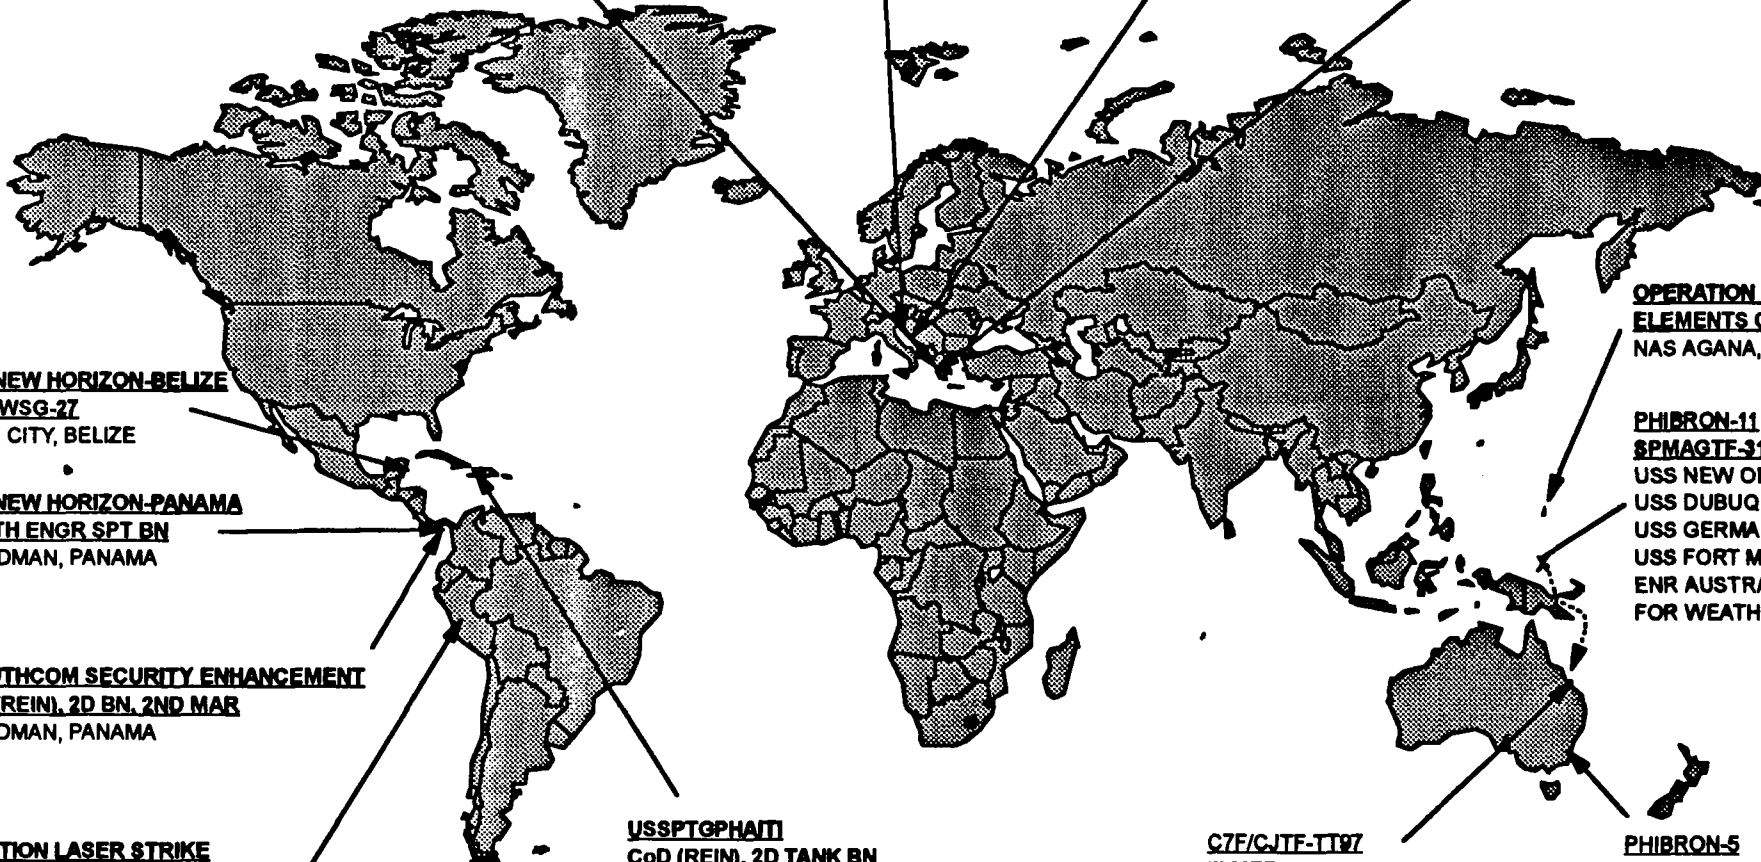 NEW HORIZON-BELIZE
WSG-27
CITY, BELIZE
NEW HORIZON-PANAMA
TH ENGR SPT BN
DMAN, PANAMA
UTHCOM SECURITY ENHANCEMENT
(REIN), 2D BN, 2ND MAR
DMAN, PANAMA
TION LASER STRIKE
USSPTGPHAITI
CoD (REIN), 2D TANK BN
C7F/CJTF-TT97
PHIBRON-5
OPERATION
ELEMENTS
NAS AGANA,
PHIBRON-11
SPMAGTF-31
USS NEW
USS DUBUQ
USS GERMA
USS FORT M
ENR AUSTRA
FOR WEATH